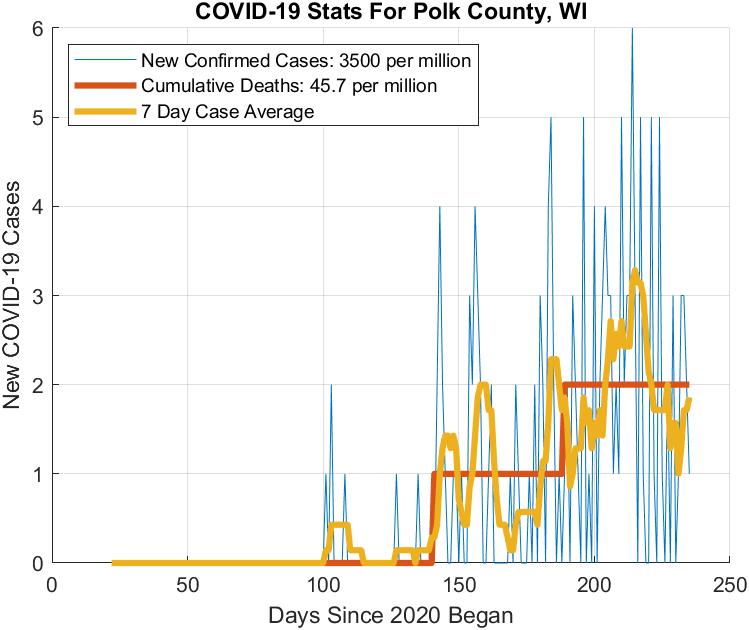 COVID-19 Stats For Polk County, WI
New Confirmed Cases: 3500 per million
Cumulative Deaths: 45.7 per million
7 Day Case Average
New COVID-19 Cases
6
5
4
3
2
1
0
0 50 100 150 200 250
Days Since 2020 Began